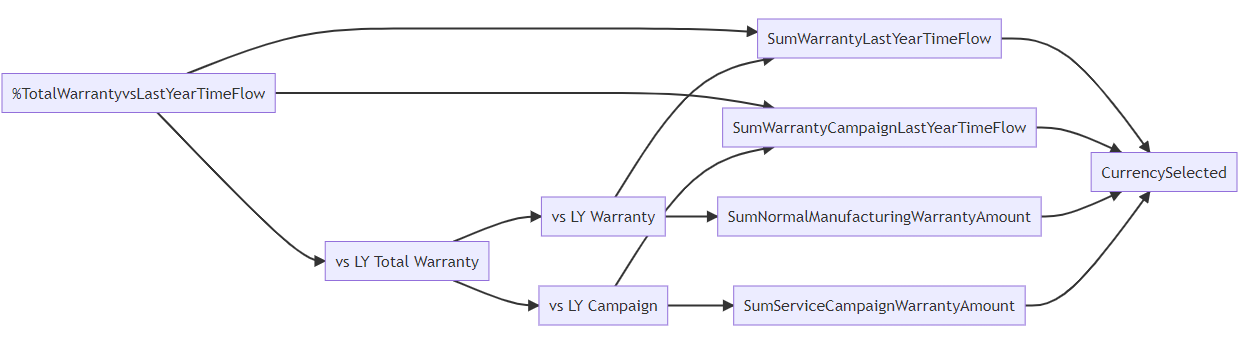 SumWarrantyLastYearTimeFlow
%TotalWarrantyvsLastYearTimeFlow
SumWarrantyCampaignLastYearTimeFlow
CurrencySelected
vs LY Warranty
SumNormalManufacturingWarrantyAmount
vs LY Total Warranty
vs LY Campaign
SumServiceCampaignWarrantyAmount